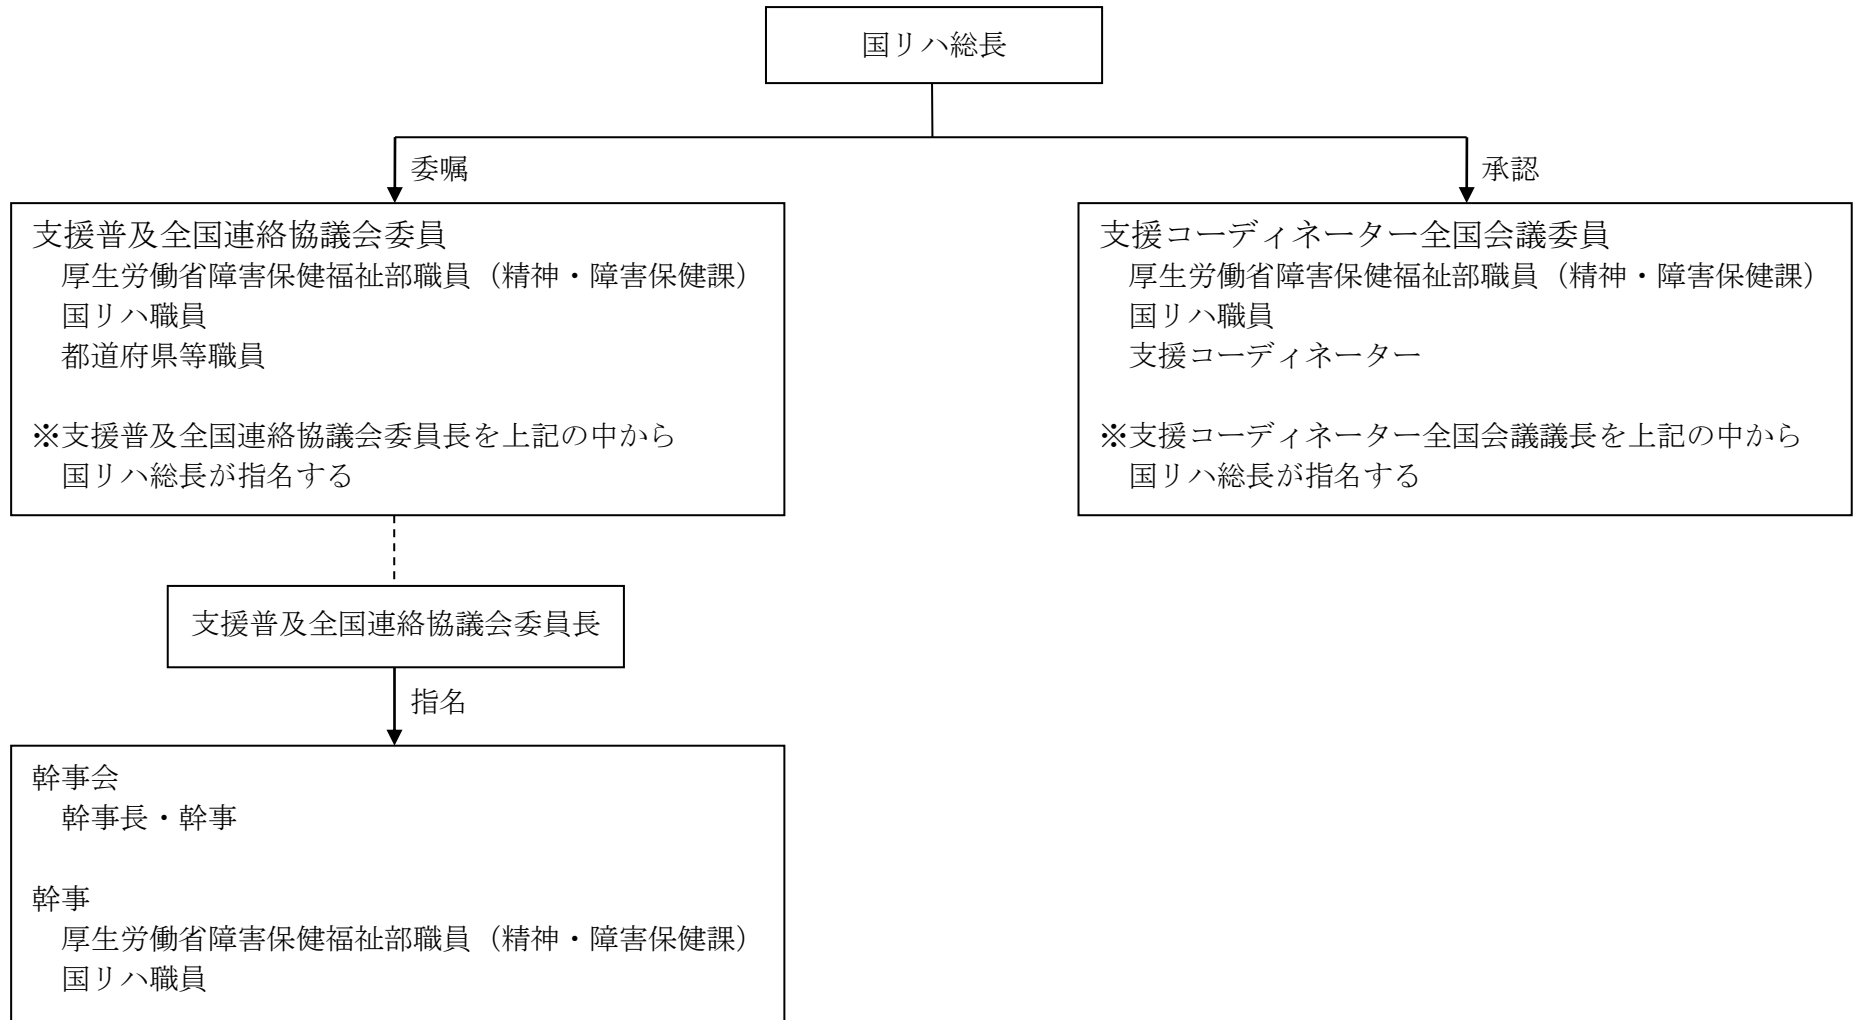 国リハ総長
委嘱
承認
支援普及全国連絡協議会委員
厚生労働省障害保健福祉部職員（精神・障害保健課）
国リハ職員
都道府県等職員
※支援普及全国連絡協議会委員長を上記の中から
国リハ総長が指名する
支援コーディネーター全国会議委員
厚生労働省障害保健福祉部職員（精神・障害保健課）
国リハ職員
支援コーディネーター
※支援コーディネーター全国会議議長を上記の中から
国リハ総長が指名する
支援普及全国連絡協議会委員長
指名
幹事会
幹事長・幹事
幹事
厚生労働省障害保健福祉部職員（精神・障害保健課）
国リハ職員